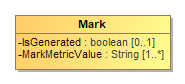 Mark
-IsGenerated : boolean [0..1]
-MarkMetricValue : String [1..*]